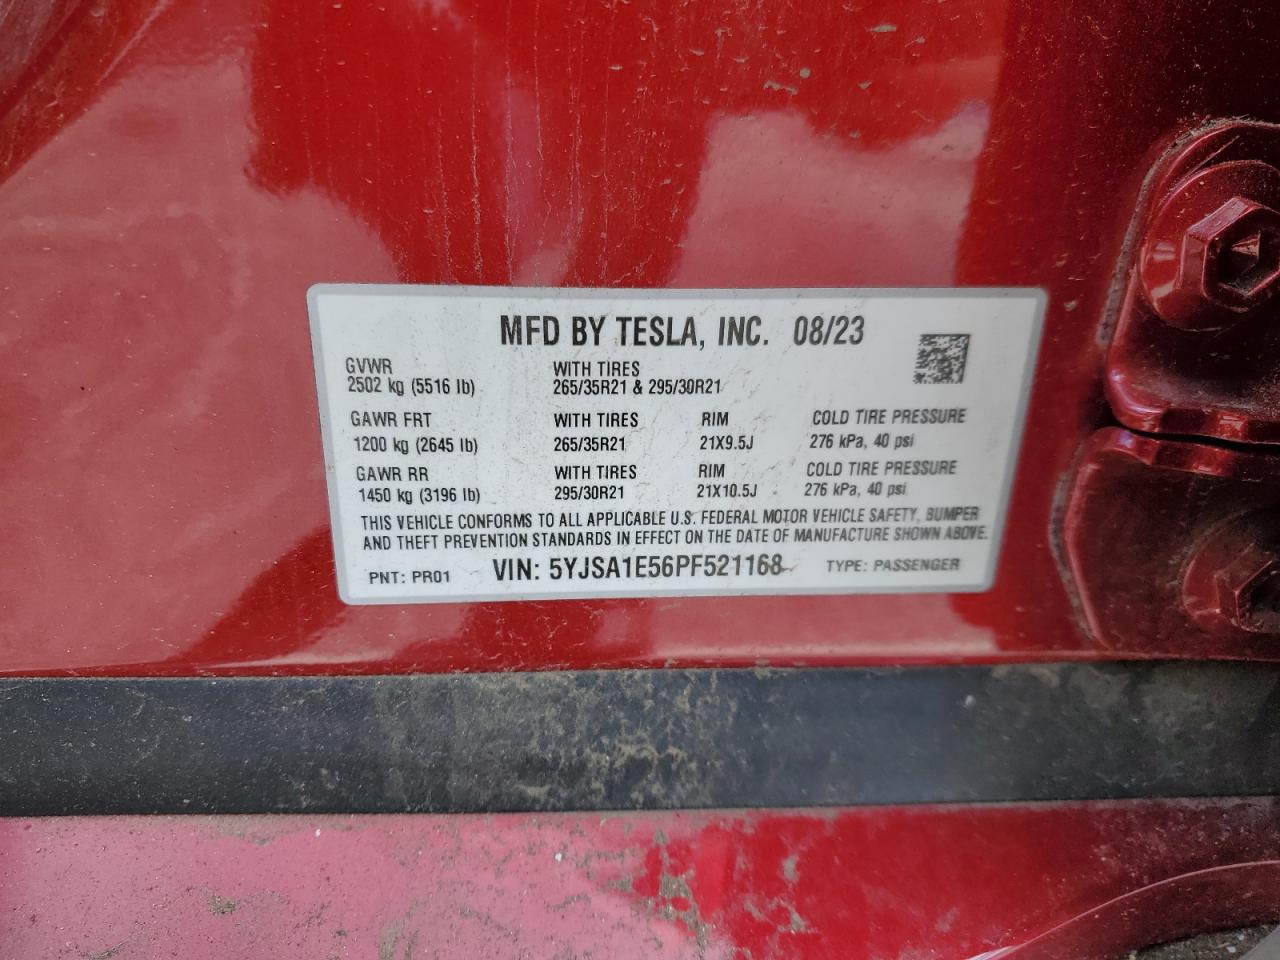 MFD BY TESLA, INC. 08/23
GVWR WITH TIRES
2502 kg (5516 lb) 265/35R21 & 295/30R21
GAWR FRT WITH TIRES RIM COLD TIRE PRESSURE
1200 kg (2645 lb) 265/35R21 21X9.5J 276 kPa, 40 psi
GAWR RR WITH TIRES RIM COLD TIRE PRESSURE
1450 kg (3196 lb) 295/30R21 21X10.5J 276 kPa, 40 psi
THIS VEHICLE CONFORMS TO ALL APPLICABLE U.S. FEDERAL MOTOR VEHICLE SAFETY, BUMPER
AND THEFT PREVENTION STANDARDS IN EFFECT ON THE DATE OF MANUFACTURE SHOWN ABOVE.
PNT: PR01 VIN: 5YJSA1E56PF521168 TYPE: PASSENGER